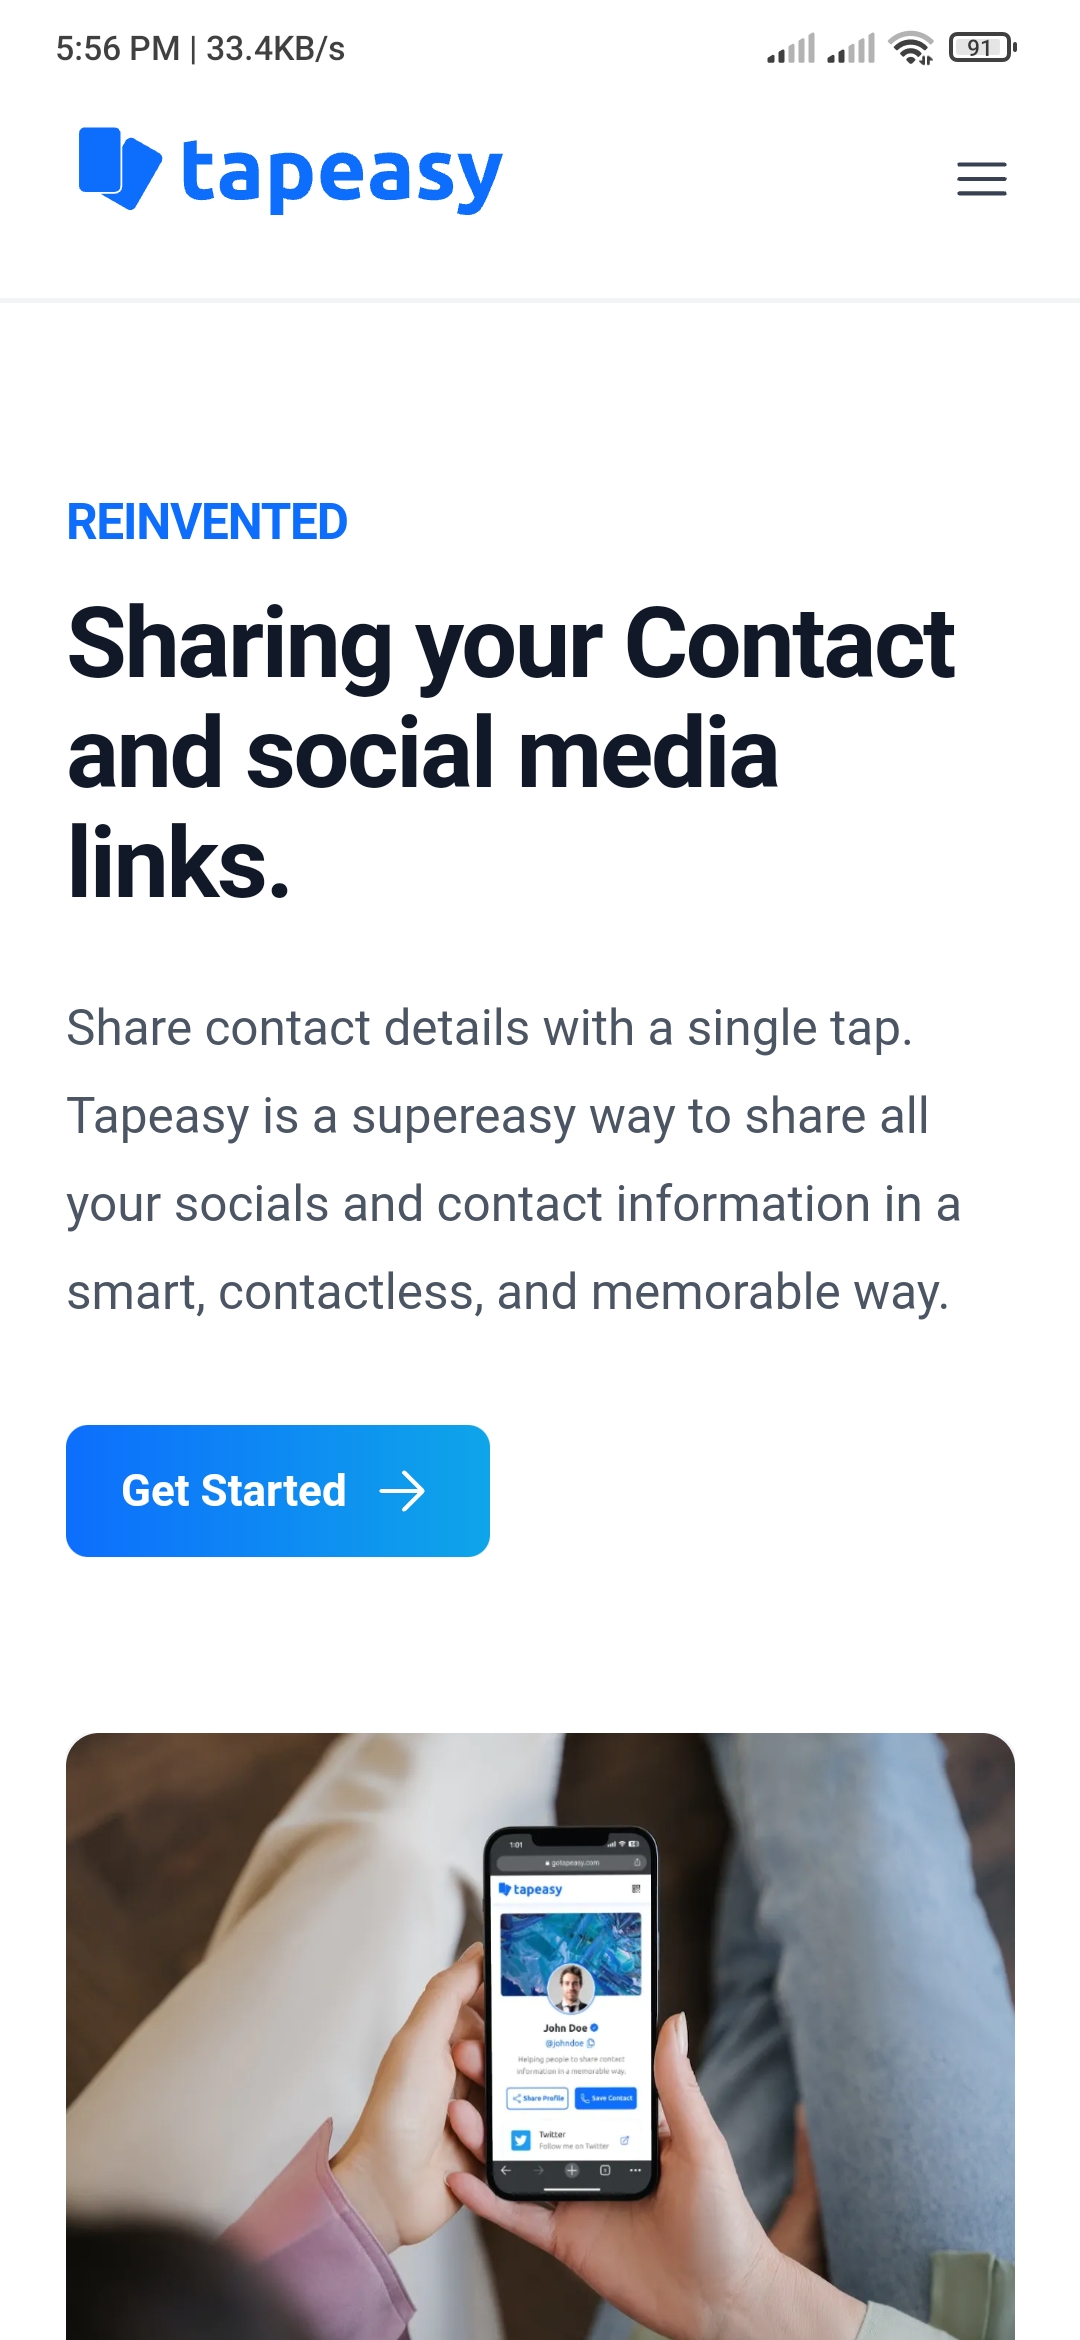 5:56 PM | 33.4KB/s
91
tapeasy
REINVENTED
Sharing your Contact
and social media
links.
Share contact details with a single tap.
Tapeasy is a supereasy way to share all
your socials and contact information in a
smart, contactless, and memorable way.
Get Started
1:01
gotapeasy.com
tapeasy
John Doe
@johndoe
Helping people to share contact
information in a memorable way.
Share Profile Save Contact
Twitter
Follow me on Twitter